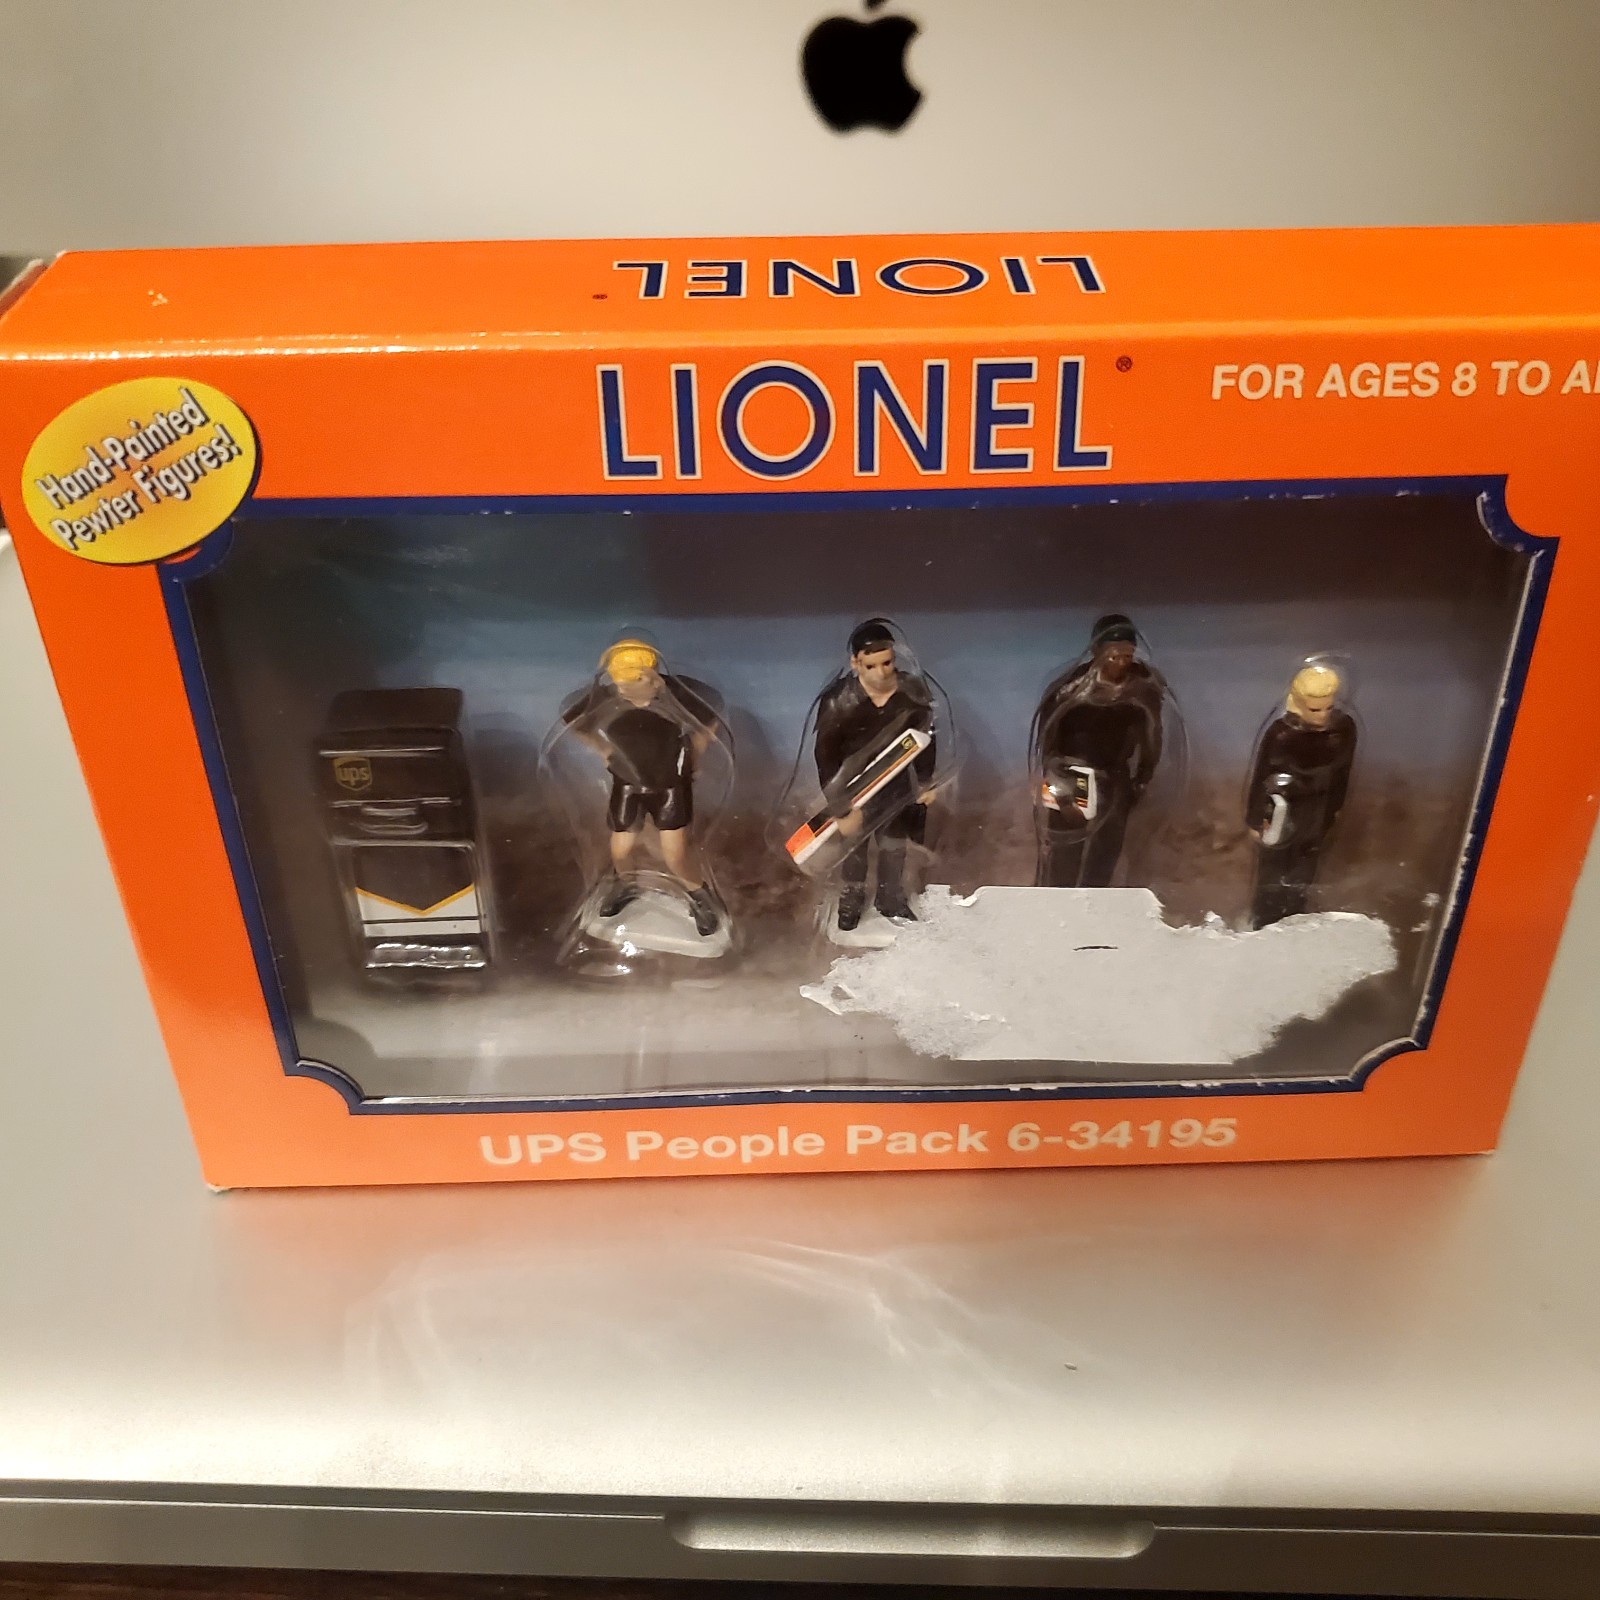 LIONEL
LIONEL®
FOR AGES 8 TO
Hand-Painted
Pewter Figures!
ups
UPS People Pack 6-34195